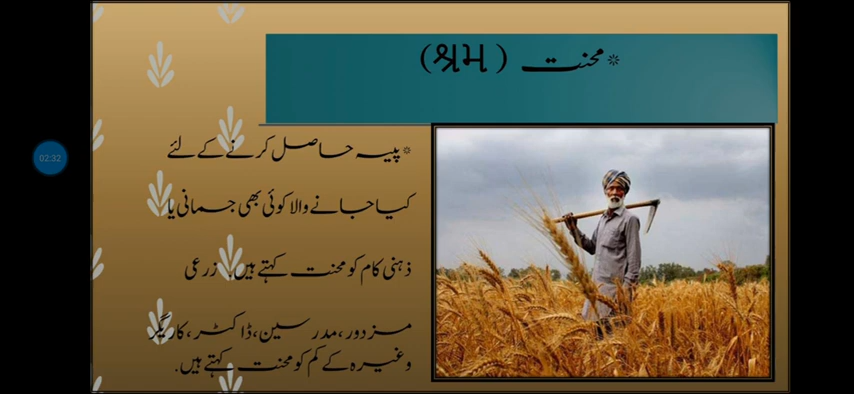 محنت (श्रम)
پیسہ حاصل کرنے کے لئے
کیا جانے والا کوئی بھی جسمانی یا
ذہنی کام کو محنت کہتے ہیں۔ زرعی
مزدور، مدرسین، ڈاکٹر، کاریگر
وغیرہ کے کم کو محنت کہتے ہیں.
02:32